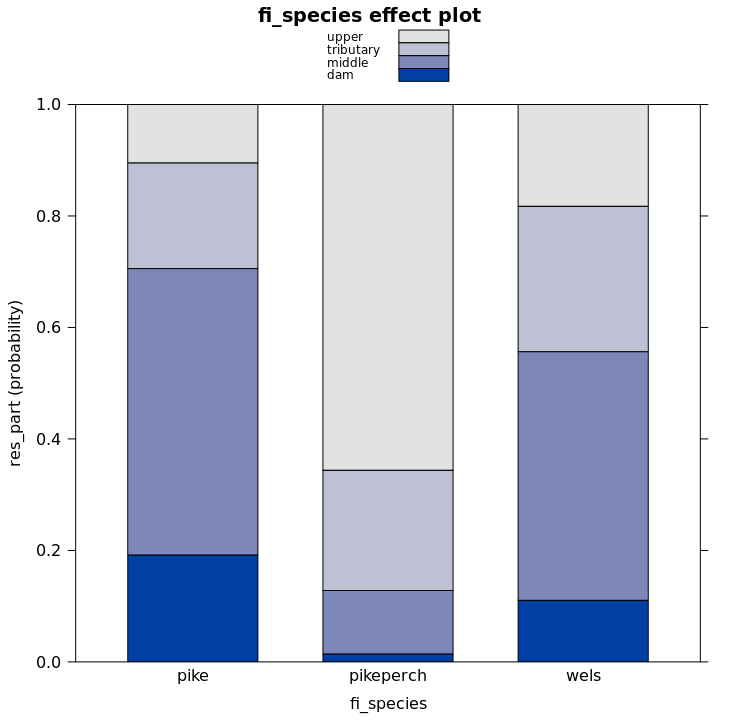 fi_species effect plot
upper
tributary
middle
dam
1.0
0.8
0.6
0.4
0.2
0.0
res_part (probability)
pike pikeperch wels
fi_species